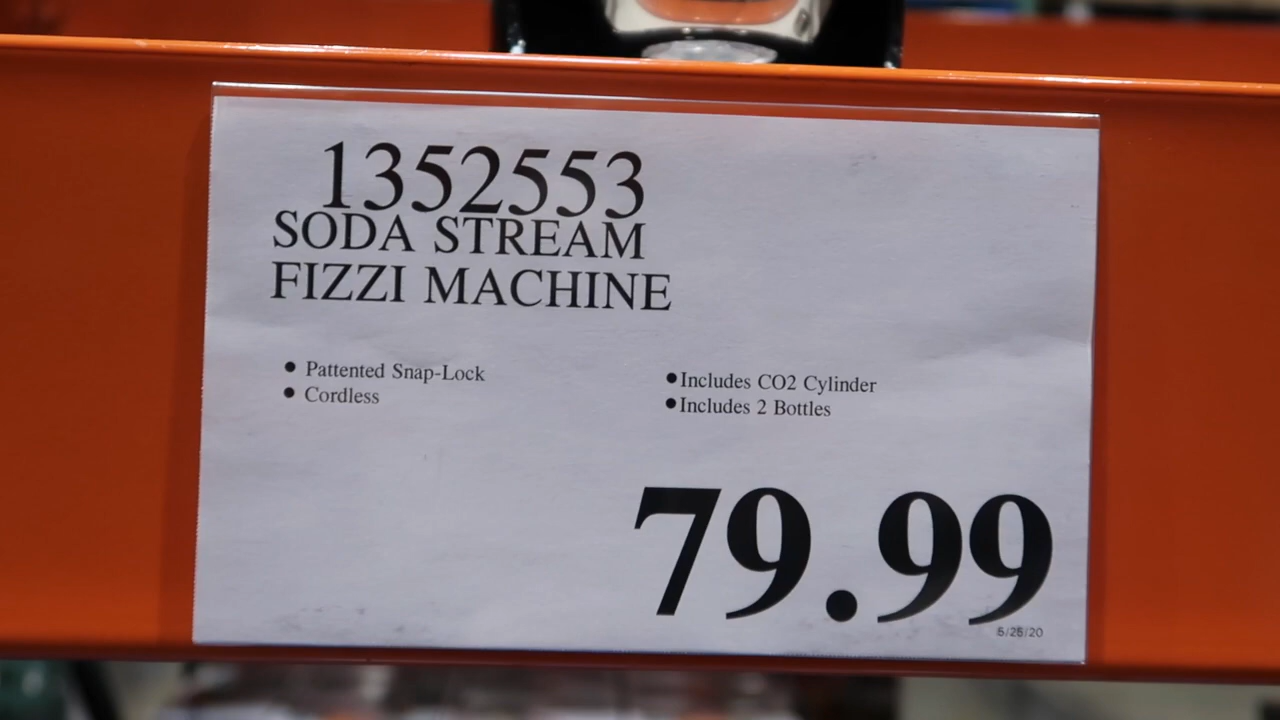 1352553
SODA STREAM
FIZZI MACHINE
• Pattented Snap-Lock
• Cordless
•Includes CO2 Cylinder
•Includes 2 Bottles
79.99
5/25/20